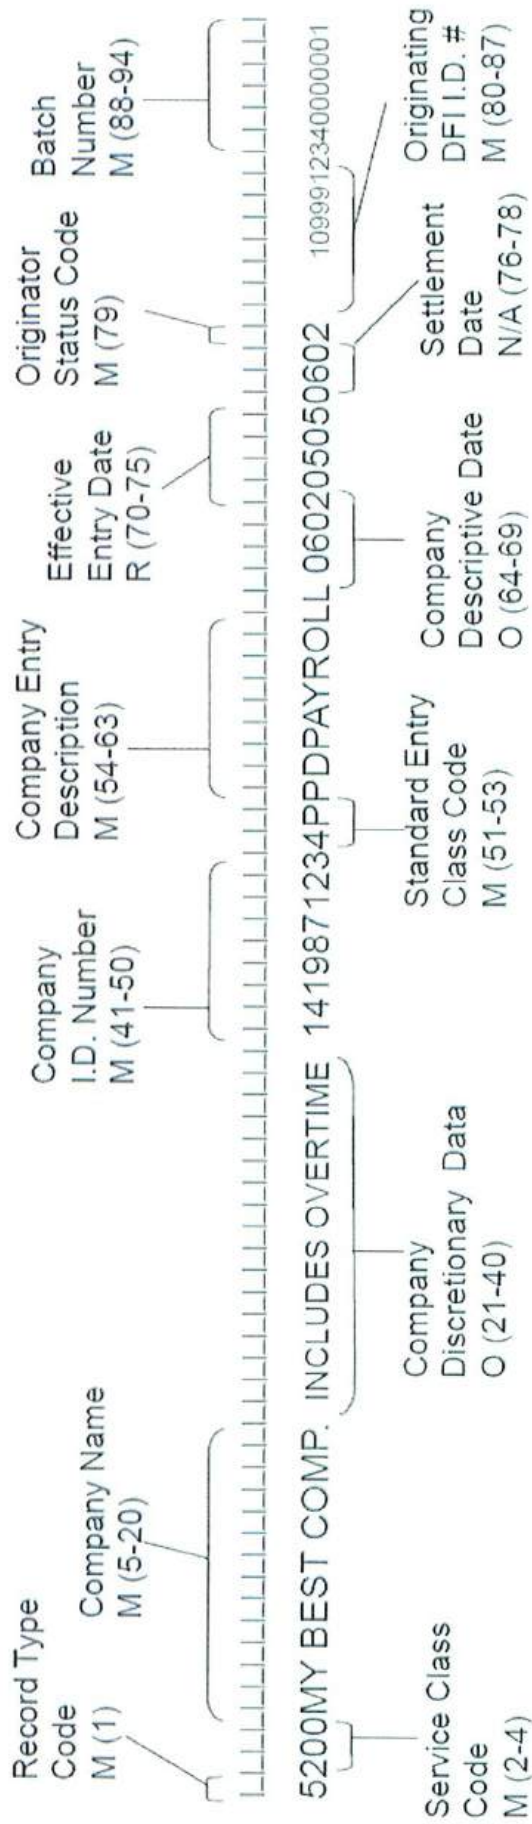 Record Type
Code
M (1)
Company Name
M (5-20)
Company
I.D. Number
M (41-50)
Company Entry
Description
M (54-63)
Effective
Entry Date
R (70-75)
Originator
Status Code
M (79)
Batch
Number
M (88-94)
5200MY BEST COMP. INCLUDES OVERTIME 1419871234PPDPAYROLL 060205050602 1099912340000001
Service Class
Code
M (2-4)
Company
Discretionary Data
O (21-40)
Standard Entry
Class Code
M (51-53)
Company
Descriptive Date
O (64-69)
Settlement
Date
N/A (76-78)
Originating
DFI I.D. #
M (80-87)